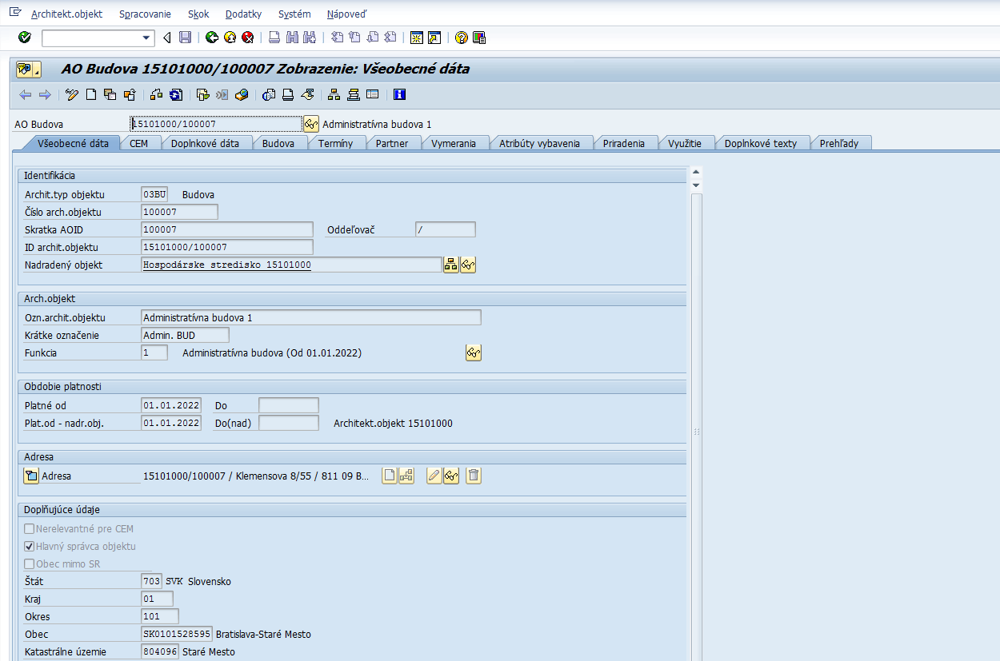 Architekt.objekt Spracovanie Skok Dodatky Systém Nápoveď
AO Budova 15101000/100007 Zobrazenie: Všeobecné dáta
AO Budova 15101000/100007 Administratívna budova 1
Všeobecné dáta CEM Doplnkové dáta Budova Termíny Partner Vymerania Atribúty vybavenia Priradenia Využitie Doplnkové texty Prehľady
Identifikácia
Archit.typ objektu 03BU Budova
Číslo arch.objektu 100007
Skratka AOID 100007 Oddeľovač /
ID archit.objektu 15101000/100007
Nadradený objekt Hospodárske stredisko 15101000
Arch.objekt
Ozn.archit.objektu Administratívna budova 1
Krátke označenie Admin. BUD
Funkcia 1 Administratívna budova (Od 01.01.2022)
Obdobie platnosti
Platné od 01.01.2022 Do
Plat.od - nadr.obj. 01.01.2022 Do(nad) Architekt.objekt 15101000
Adresa
Adresa 15101000/100007 / Klemensova 8/55 / 811 09 B...
Doplňujúce údaje
Nerelevantné pre CEM
Hlavný správca objektu
Obec mimo SR
Štát 703 SVK Slovensko
Kraj 01
Okres 101
Obec SK0101528595 Bratislava-Staré Mesto
Katastrálne územie 804096 Staré Mesto